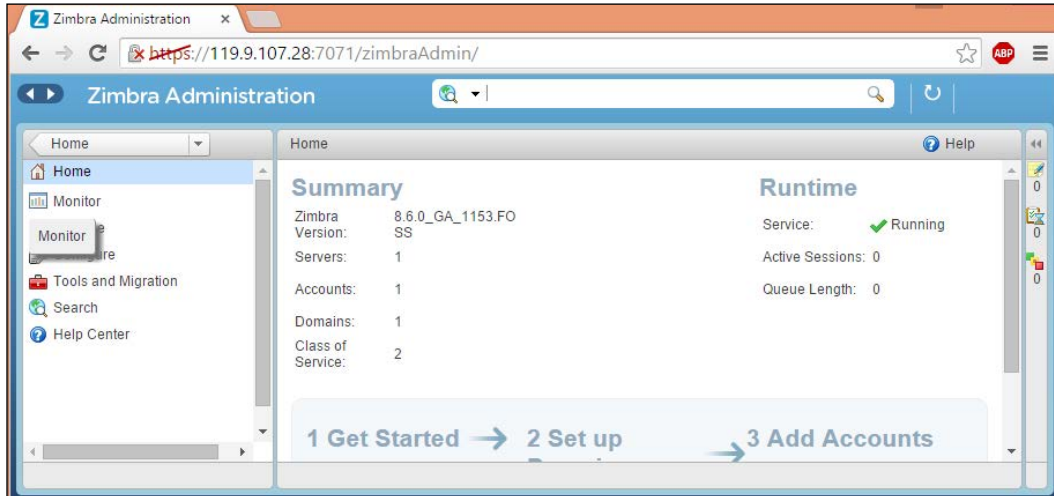 Zimbra Administration
https://119.9.107.28:7071/zimbraAdmin/
ABP
Zimbra Administration
Home
Home
Help
Home
Monitor
Monitor
Tools and Migration
Search
Help Center
Summary
Zimbra Version: 8.6.0_GA_1153.FOSS
Servers: 1
Accounts: 1
Domains: 1
Class of Service: 2
Runtime
Service: Running
Active Sessions: 0
Queue Length: 0
0
0
0
1 Get Started
2 Set up
3 Add Accounts